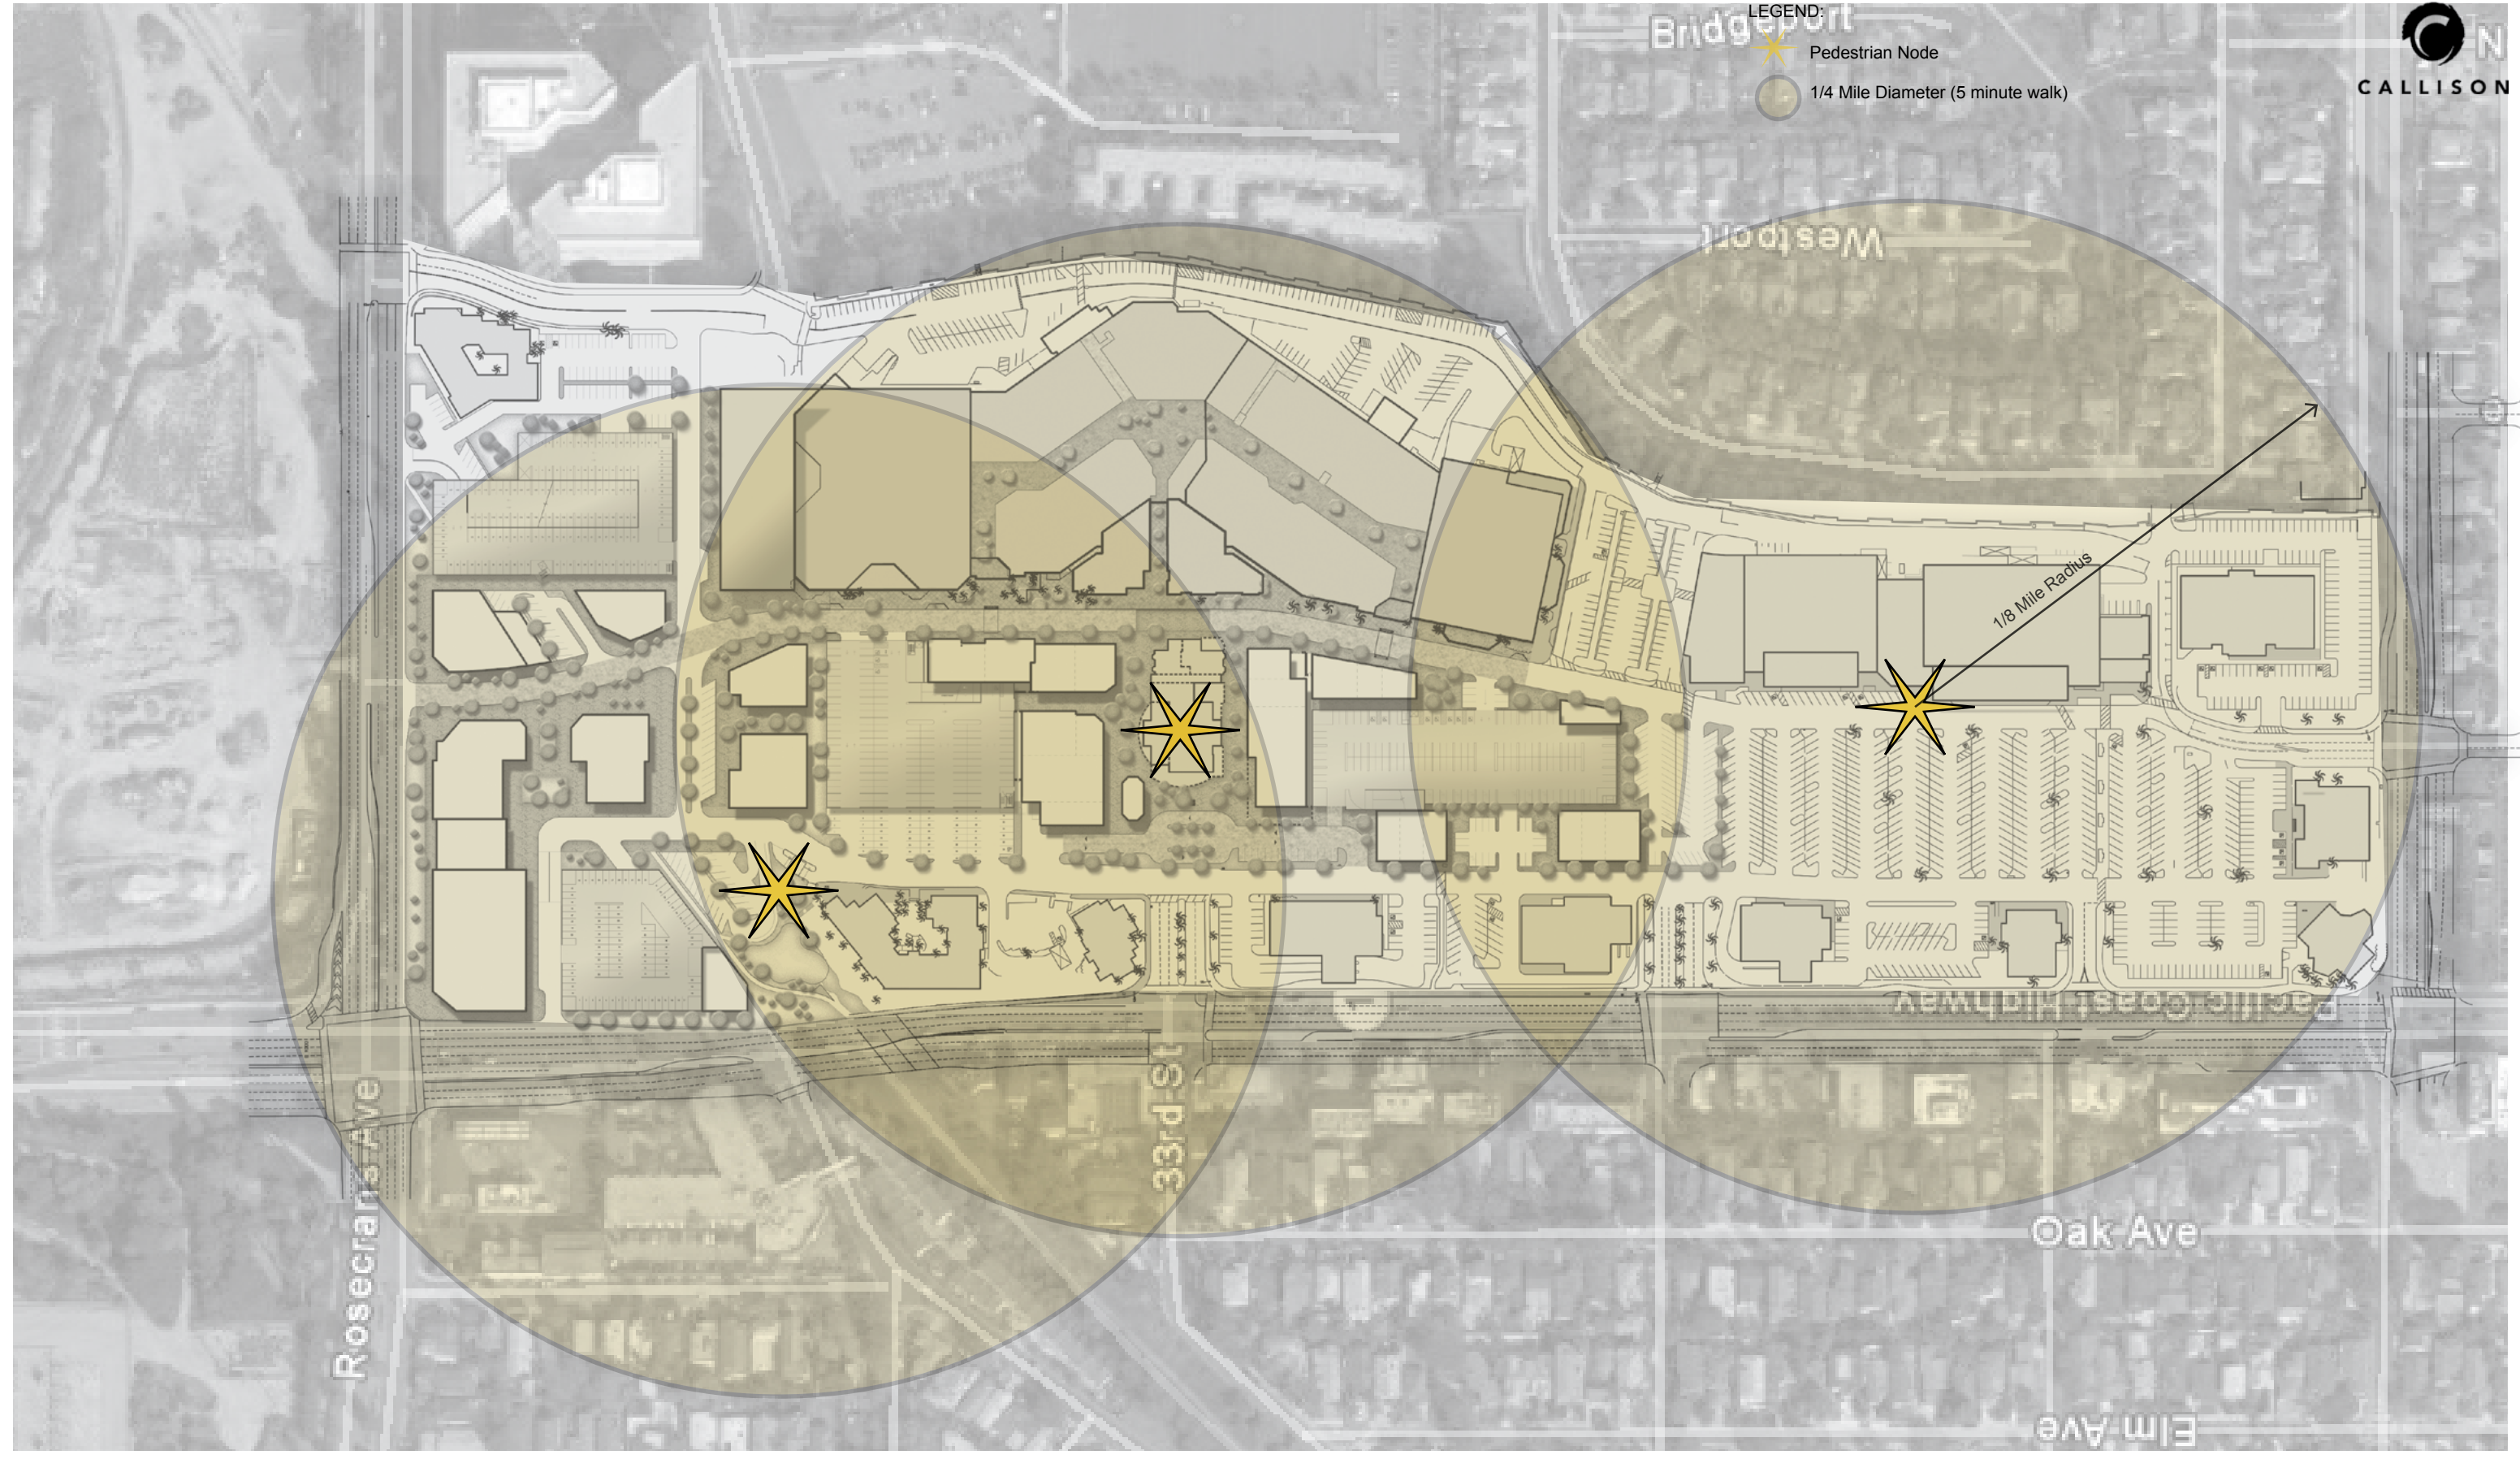 LEGEND:
Bridgeport
Pedestrian Node
1/4 Mile Diameter (5 minute walk)
N
CALLISON
Westport
1/8 Mile Radius
Pacific Coast Highway
33rd St
Rosecrans Ave
Oak Ave
Elm Ave